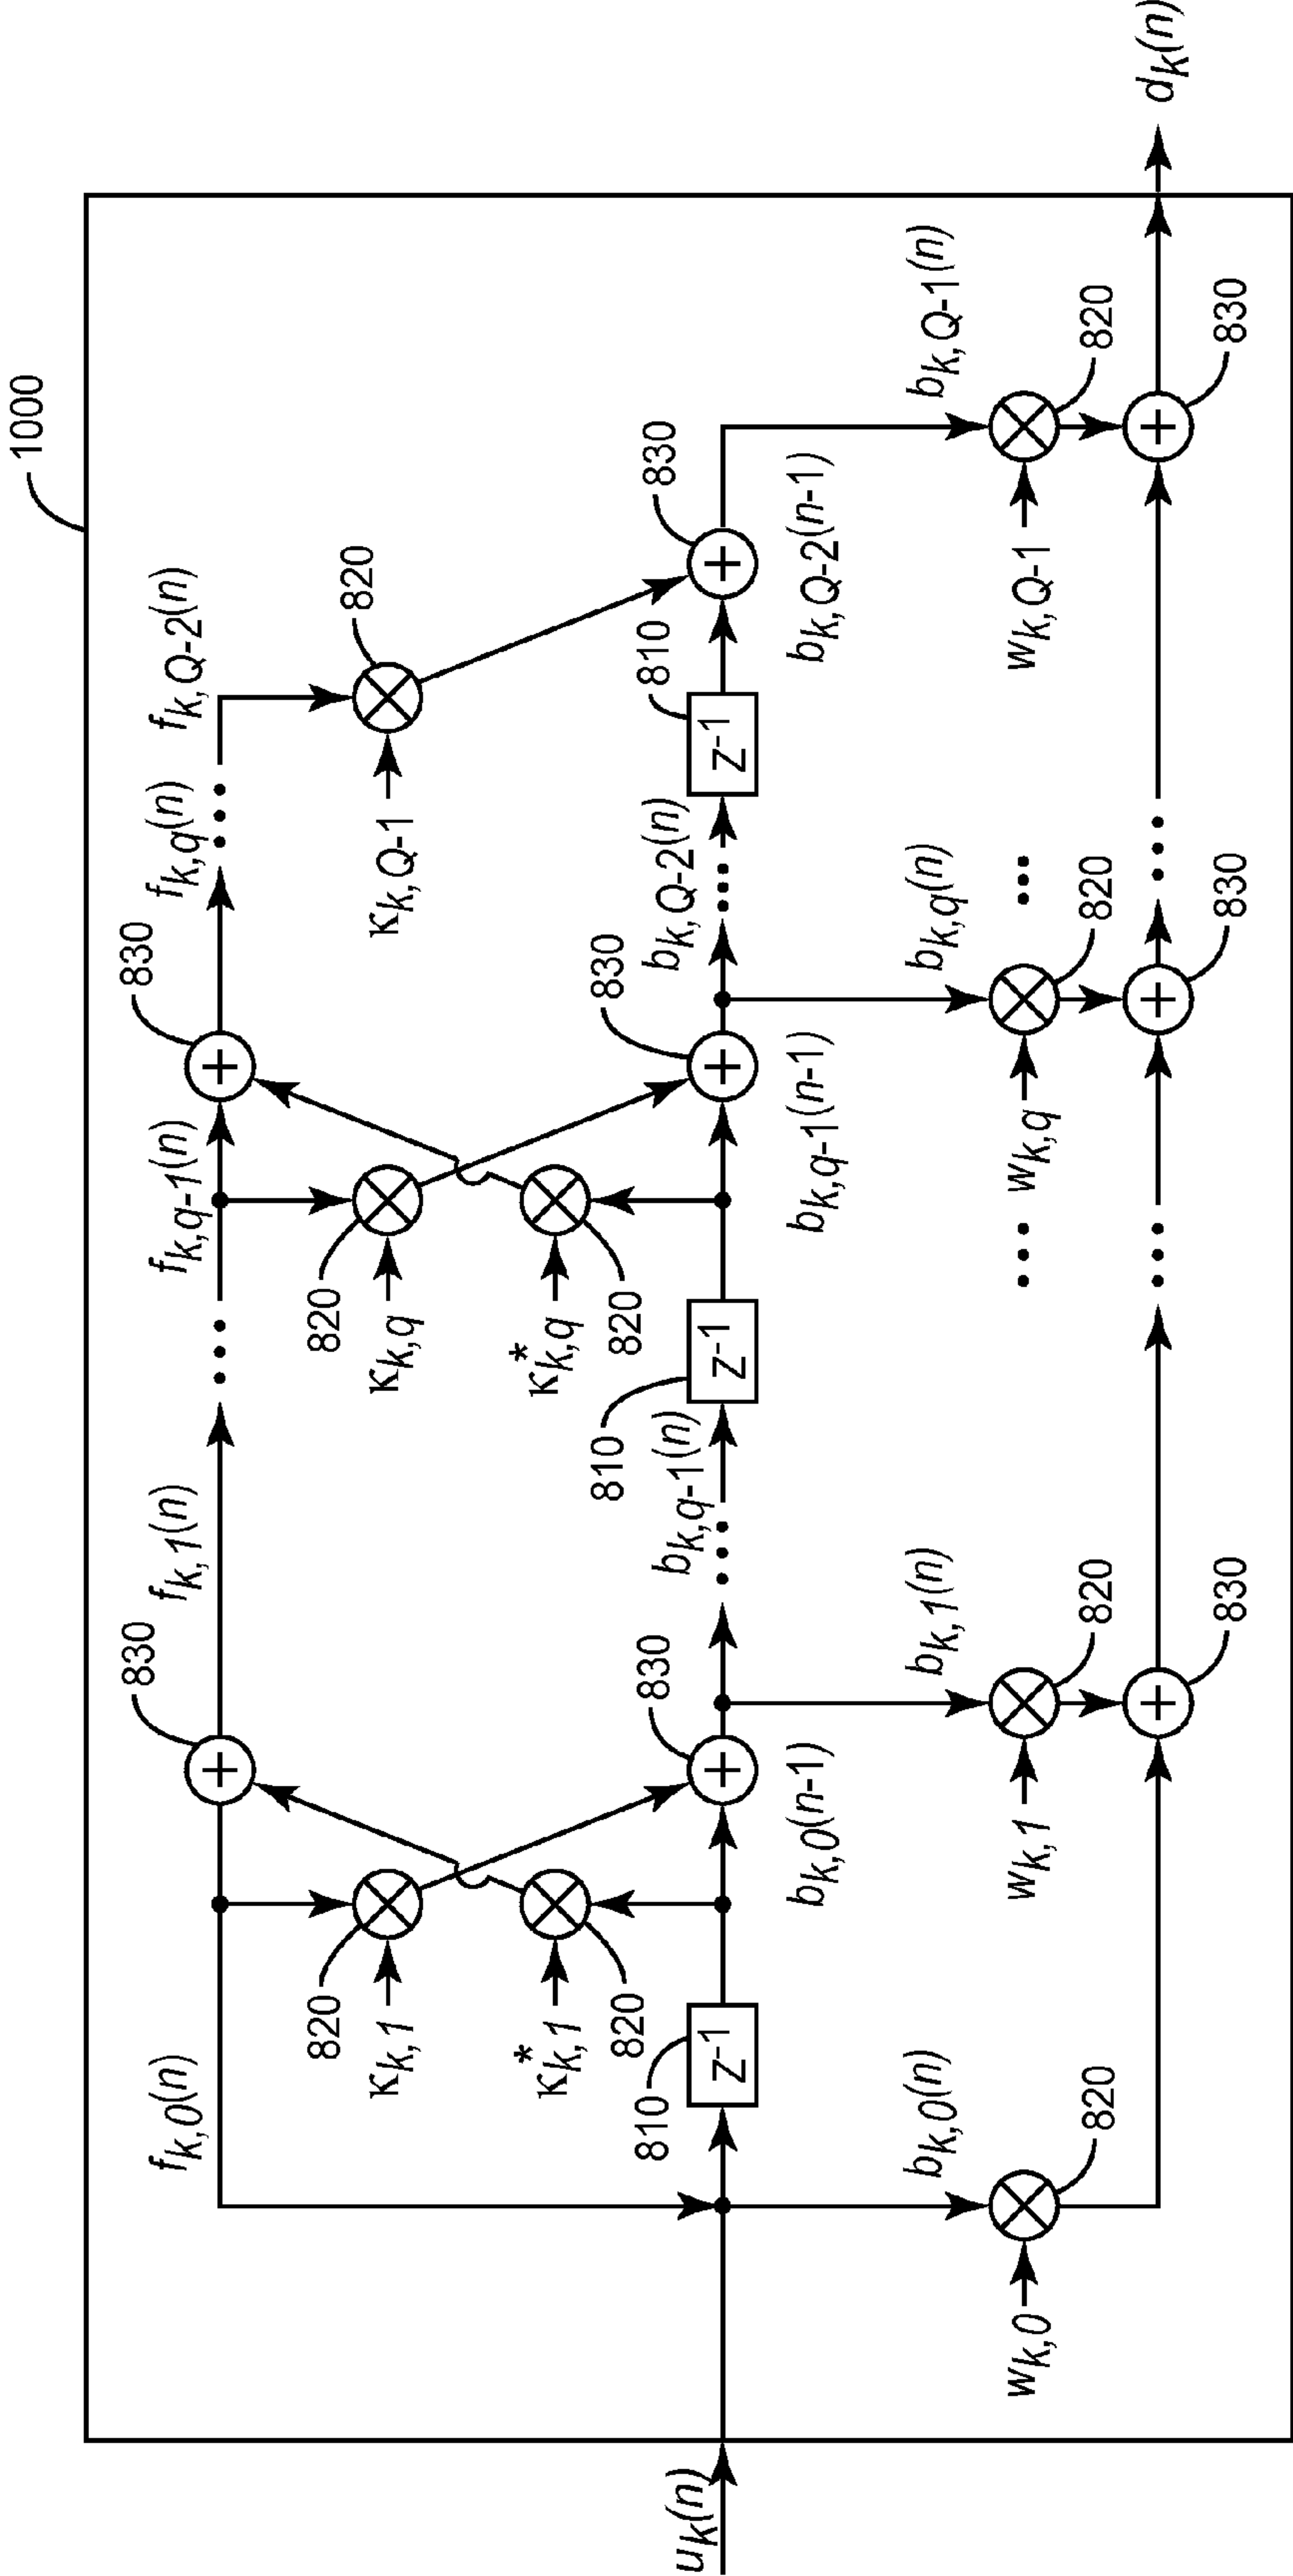 1000
f_k,0(n)
830
f_k,1(n)
f_k,q-1(n)
830
f_k,q(n)
f_k,Q-2(n)
820
κ_k,1
820
κ_k,q
κ_k,Q-1
820
κ*_k,1
820
κ*_k,q
820
u_k(n)
810
z-1
830
b_k,q-1(n)
810
z-1
830
b_k,Q-2(n)
810
z-1
830
b_k,0(n-1)
b_k,q-1(n-1)
b_k,Q-2(n-1)
b_k,0(n)
b_k,1(n)
b_k,q(n)
b_k,Q-1(n)
w_k,0
820
w_k,1
820
w_k,q
820
w_k,Q-1
820
830
830
830
d_k(n)